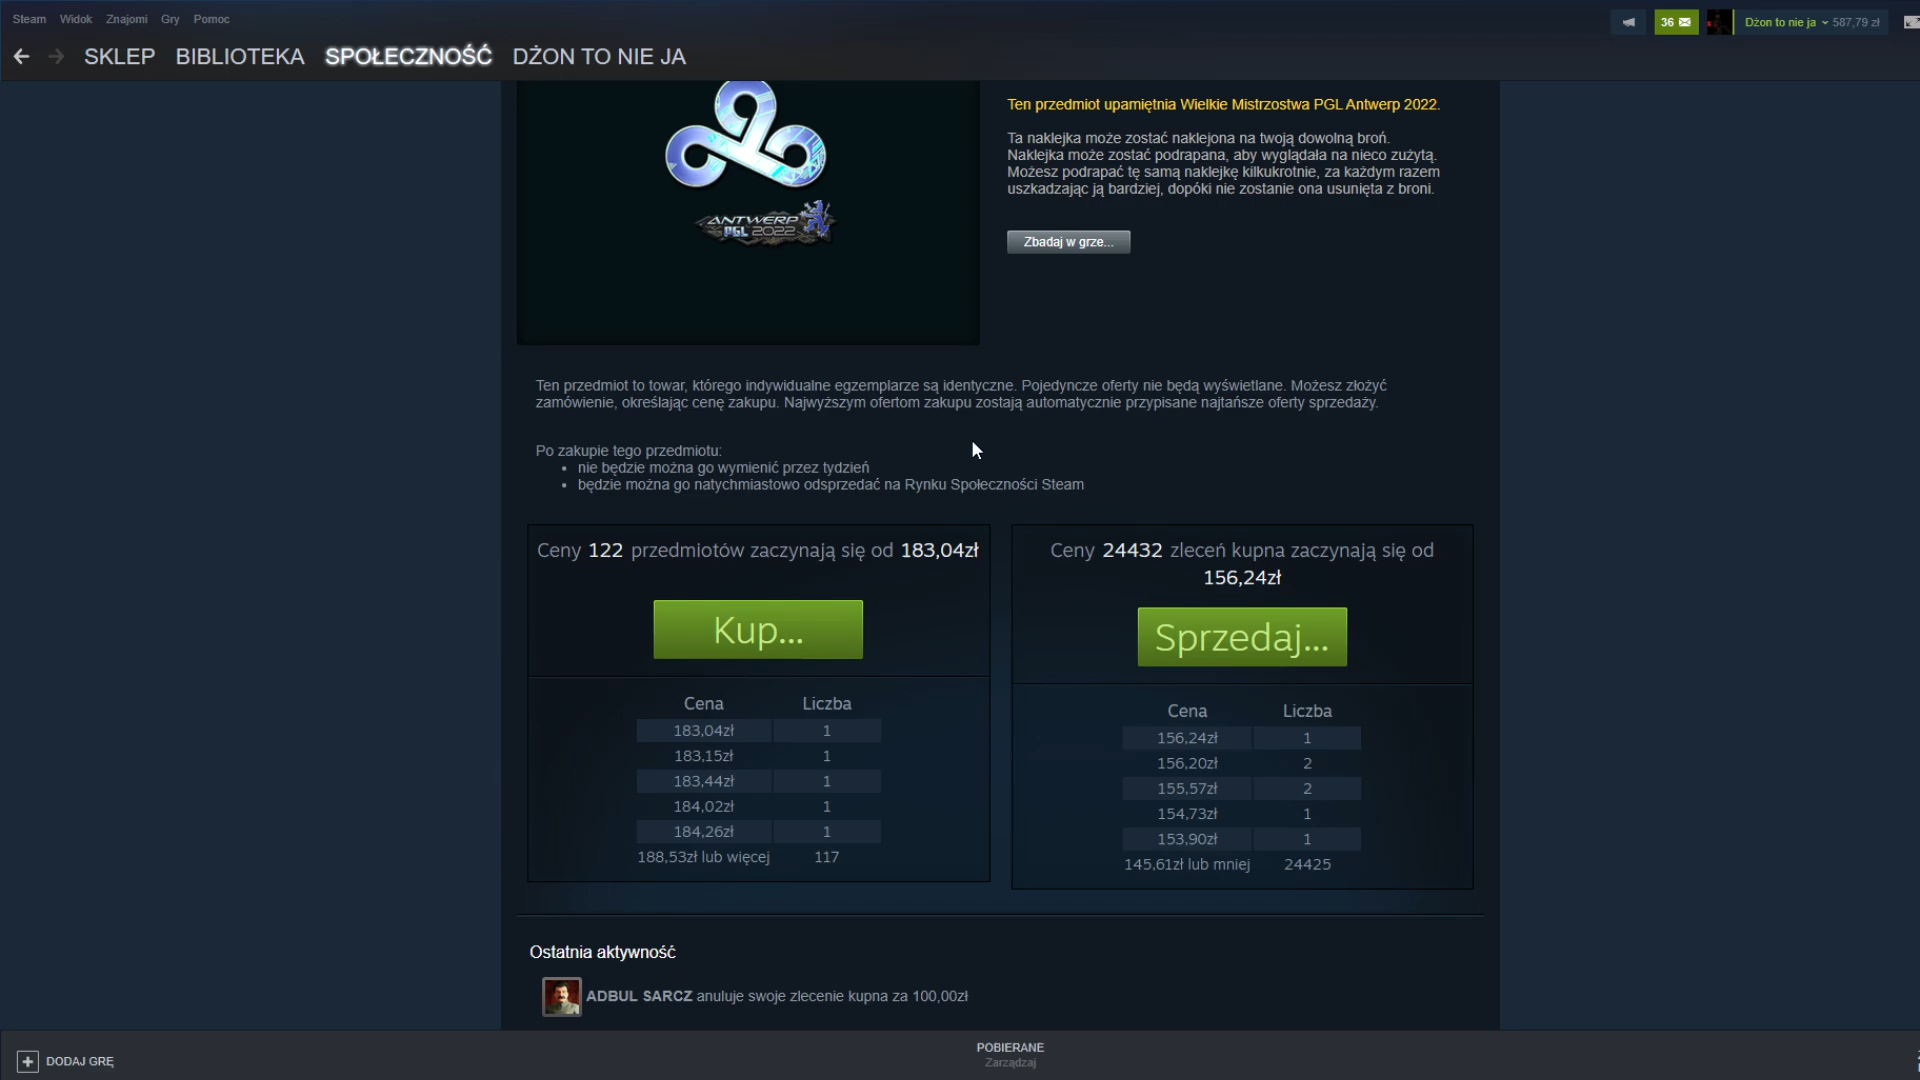 Steam Widok Znajomi Gry Pomoc
36 Dżon to nie ja 587,79 zł
SKLEP BIBLIOTEKA SPOŁECZNOŚĆ DŻON TO NIE JA
ANTWERP
PGL 2022
Ten przedmiot upamiętnia Wielkie Mistrzostwa PGL Antwerp 2022.
Ta naklejka może zostać naklejona na twoją dowolną broń.
Naklejka może zostać podrapana, aby wyglądała na nieco zużytą.
Możesz podrapać tę samą naklejkę kilkukrotnie, za każdym razem
uszkadzając ją bardziej, dopóki nie zostanie ona usunięta z broni.
Zbadaj w grze...
Ten przedmiot to towar, którego indywidualne egzemplarze są identyczne. Pojedyncze oferty nie będą wyświetlane. Możesz złożyć
zamówienie, określając cenę zakupu. Najwyższym ofertom zakupu zostają automatycznie przypisane najtańsze oferty sprzedaży.
Po zakupie tego przedmiotu:
• nie będzie można go wymienić przez tydzień
• będzie można go natychmiastowo odsprzedać na Rynku Społeczności Steam
Ceny 122 przedmiotów zaczynają się od 183,04zł
Kup...
Cena Liczba
183,04zł 1
183,15zł 1
183,44zł 1
184,02zł 1
184,26zł 1
188,53zł lub więcej 117
Ceny 24432 zleceń kupna zaczynają się od
156,24zł
Sprzedaj...
Cena Liczba
156,24zł 1
156,20zł 2
155,57zł 2
154,73zł 1
153,90zł 1
145,61zł lub mniej 24425
Ostatnia aktywność
ADBUL SARCZ anuluje swoje zlecenie kupna za 100,00zł
DODAJ GRĘ
POBIERANE
Zarządzaj